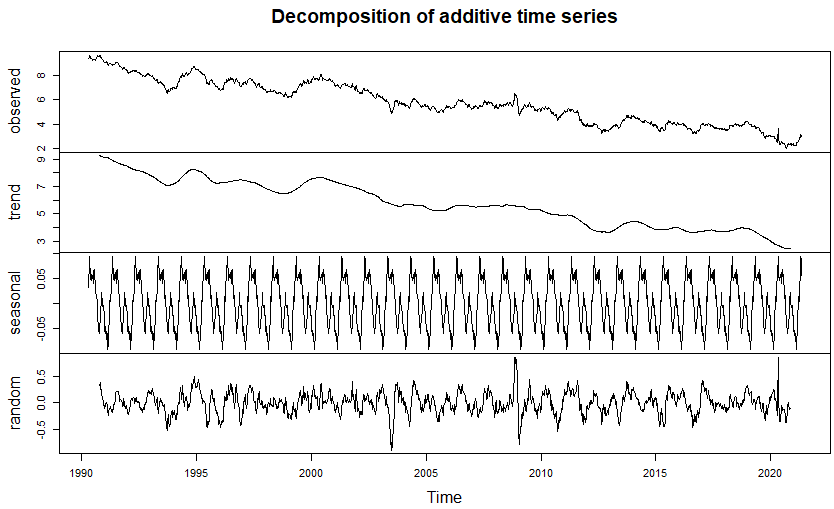 Decomposition of additive time series
observed
2 4 6 8
trend
3 5 7 9
seasonal
-0.05 0.05
random
-0.5 0.0 0.5
1990 1995 2000 2005 2010 2015 2020
Time